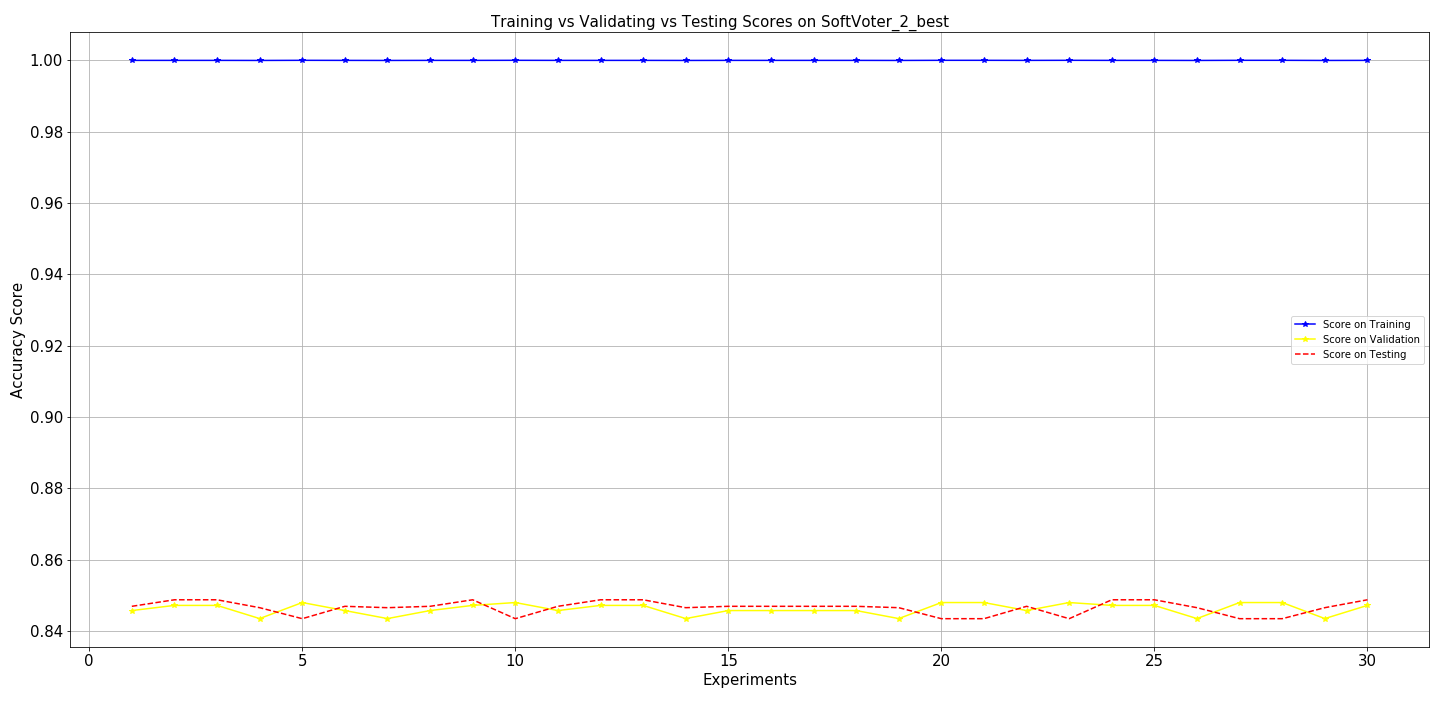 Training vs Validating vs Testing Scores on SoftVoter_2_best
1.00
0.98
0.96
0.94
0.92
0.90
0.88
0.86
0.84
Accuracy Score
Score on Training
Score on Validation
Score on Testing
0 5 10 15 20 25 30
Experiments